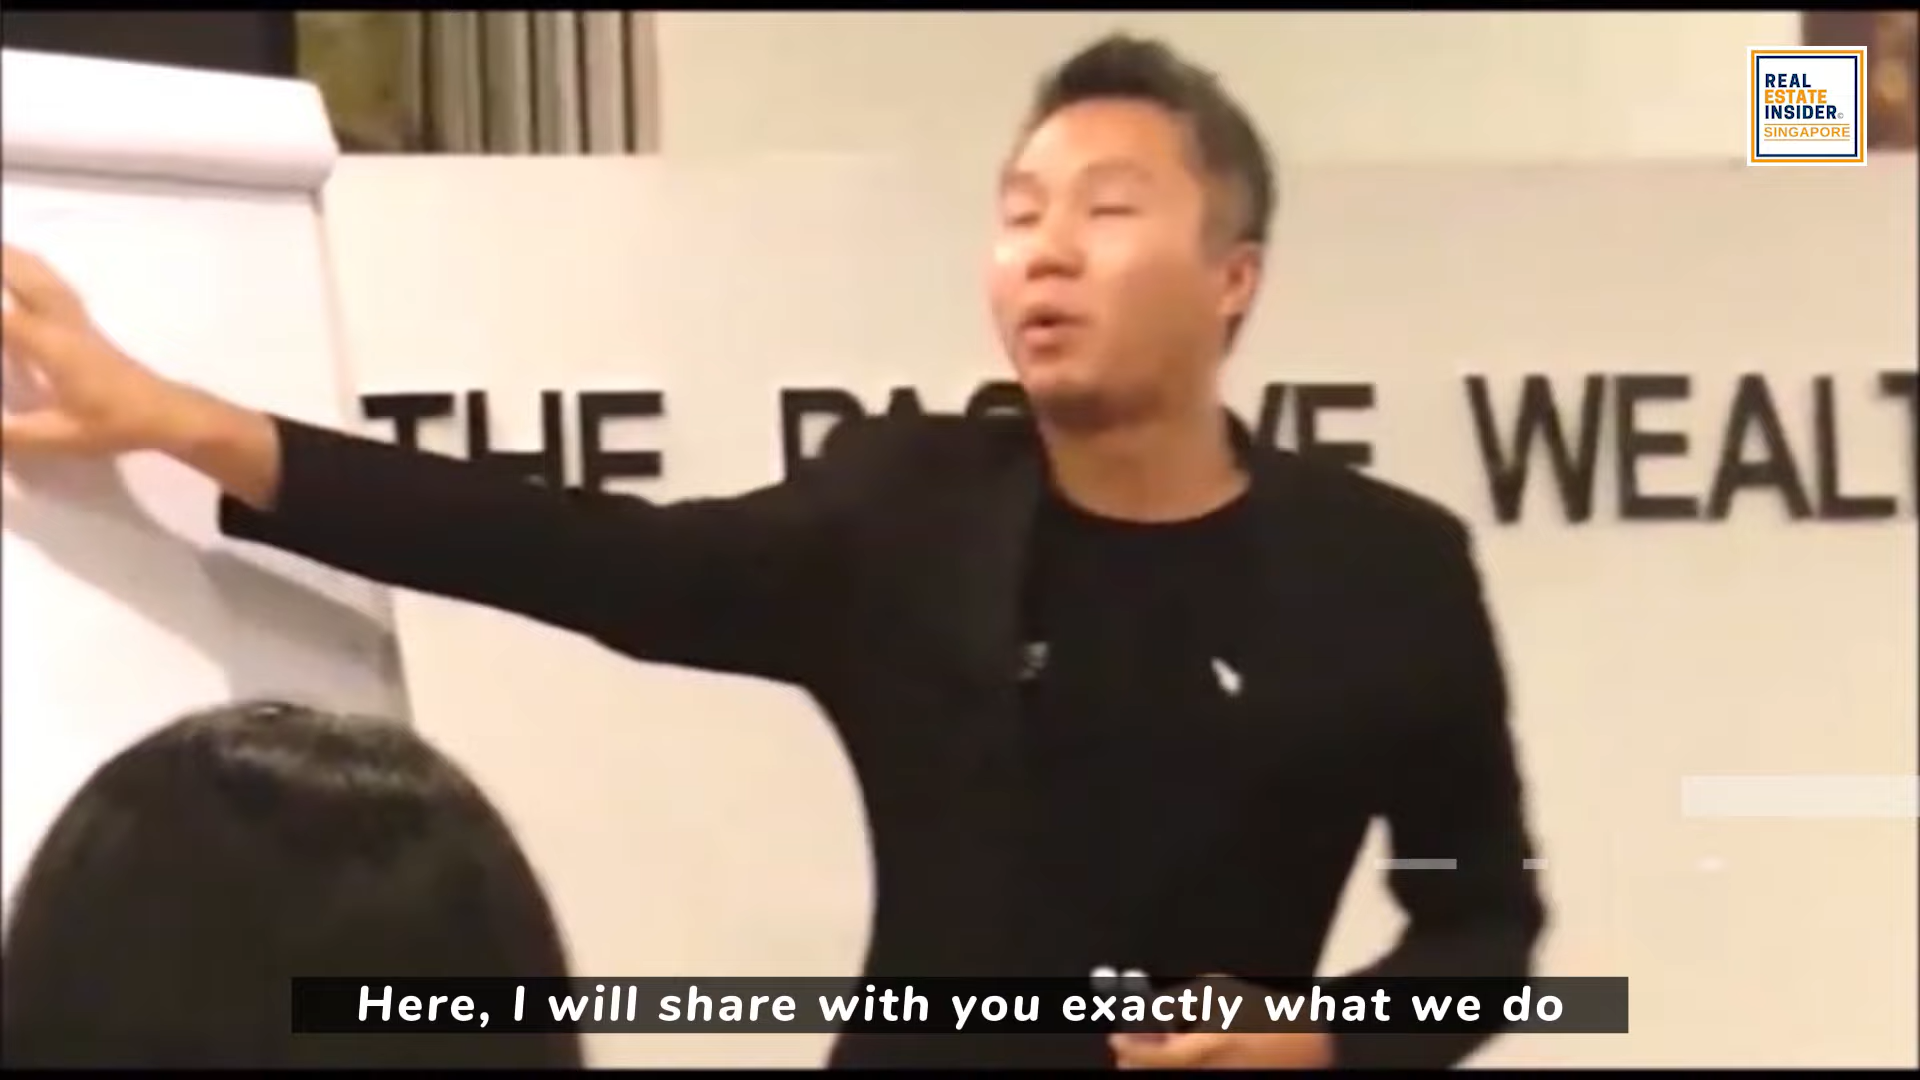 REAL
ESTATE
INSIDER©
SINGAPORE
THE WEALT
Here, I will share with you exactly what we do